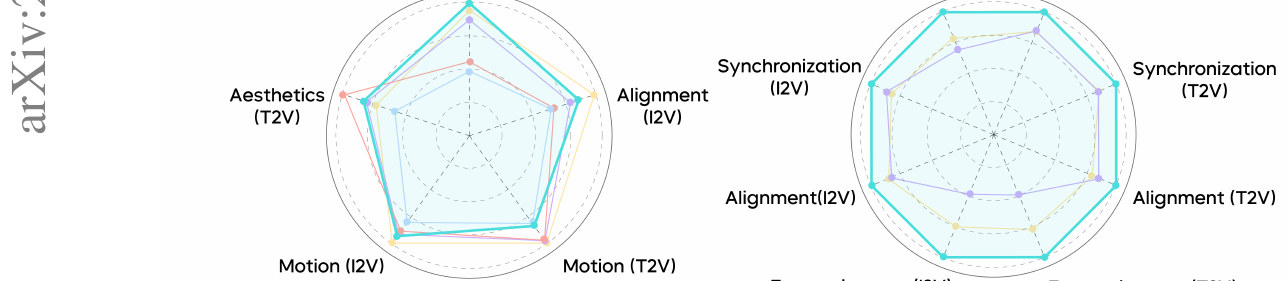 arXiv:2
Aesthetics
(T2V)
Alignment
(I2V)
Motion (I2V)
Motion (T2V)
Synchronization
(I2V)
Synchronization
(T2V)
Alignment(I2V)
Alignment (T2V)